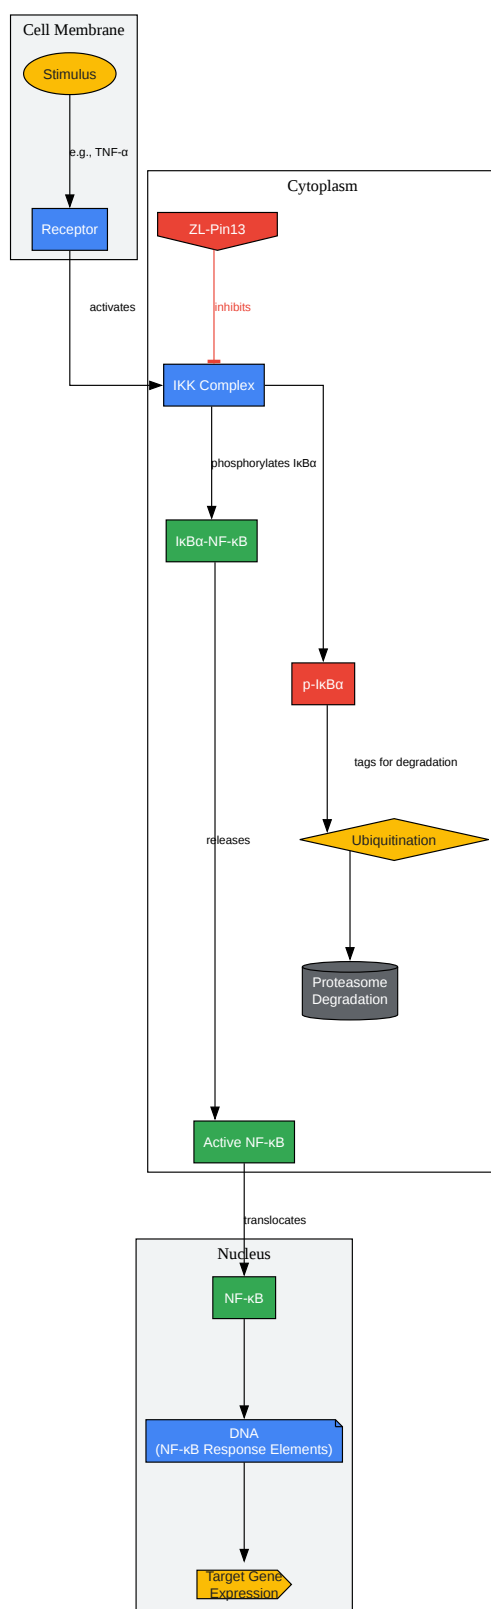 Cell Membrane
Stimulus
e.g., TNF-α
Receptor
activates
Cytoplasm
ZL-Pin13
inhibits
IKK Complex
phosphorylates IκBα
IκBα-NF-κB
p-IκBα
tags for degradation
releases
Ubiquitination
Proteasome
Degradation
Active NF-κB
translocates
Nucleus
NF-κB
DNA
(NF-κB Response Elements)
Target Gene
Expression